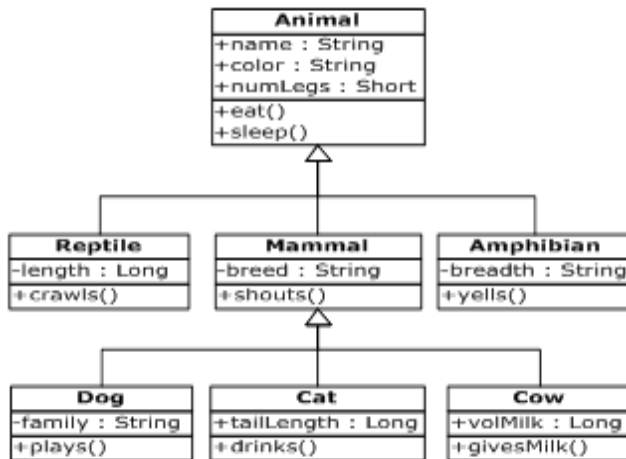 Animal
+name : String
+color : String
+numLegs : Short
+eat()
+sleep()
Reptile
-length : Long
+crawls()
Mammal
-breed : String
+shouts()
Amphibian
-breadth : String
+yells()
Dog
-family : String
+plays()
Cat
+tailLength : Long
+drinks()
Cow
+volMilk : Long
+givesMilk()